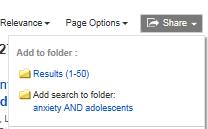 Relevance
Page Options
Share
Add to folder :
Results (1-50)
Add search to folder:
anxiety AND adolescents